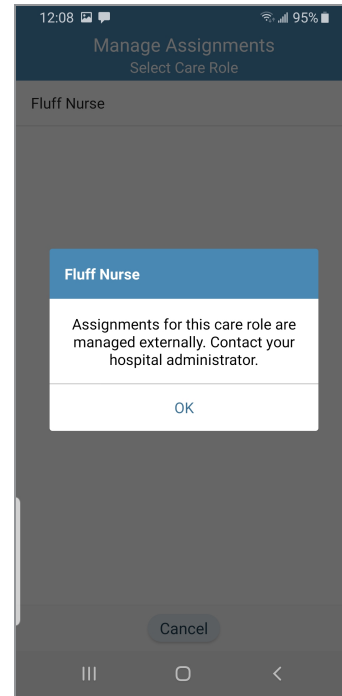 12:08 95%
Manage Assignments
Select Care Role
Fluff Nurse
Fluff Nurse
Assignments for this care role are
managed externally. Contact your
hospital administrator.
OK
Cancel